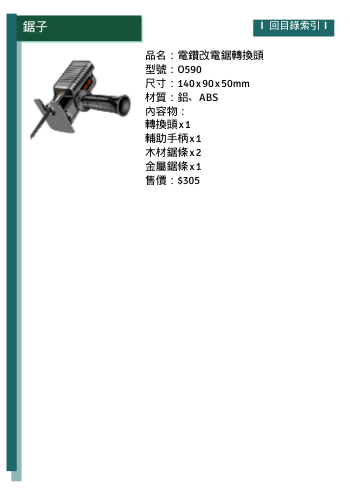 鋸子
I 回目錄索引 I
品名：電鑽改電鋸轉換頭
型號：O590
尺寸：140x90x50mm
材質：鋁、ABS
內容物：
轉換頭x1
輔助手柄x1
木材鋸條x2
金屬鋸條x1
售價：$305